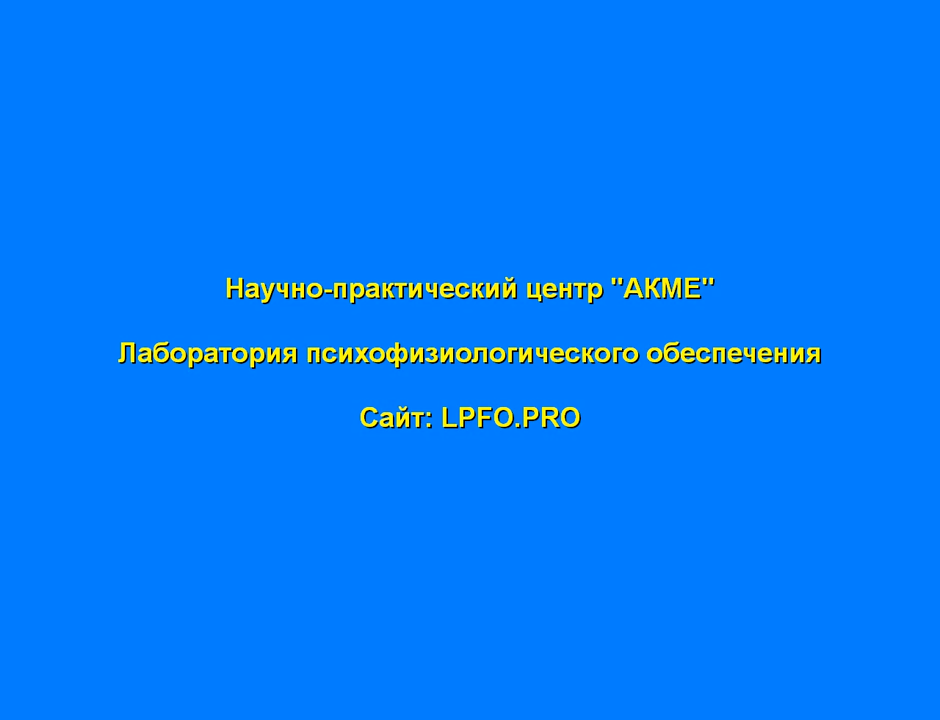 Научно-практический центр "АКМЕ"
Лаборатория психофизиологического обеспечения
Сайт: LPFO.PRO